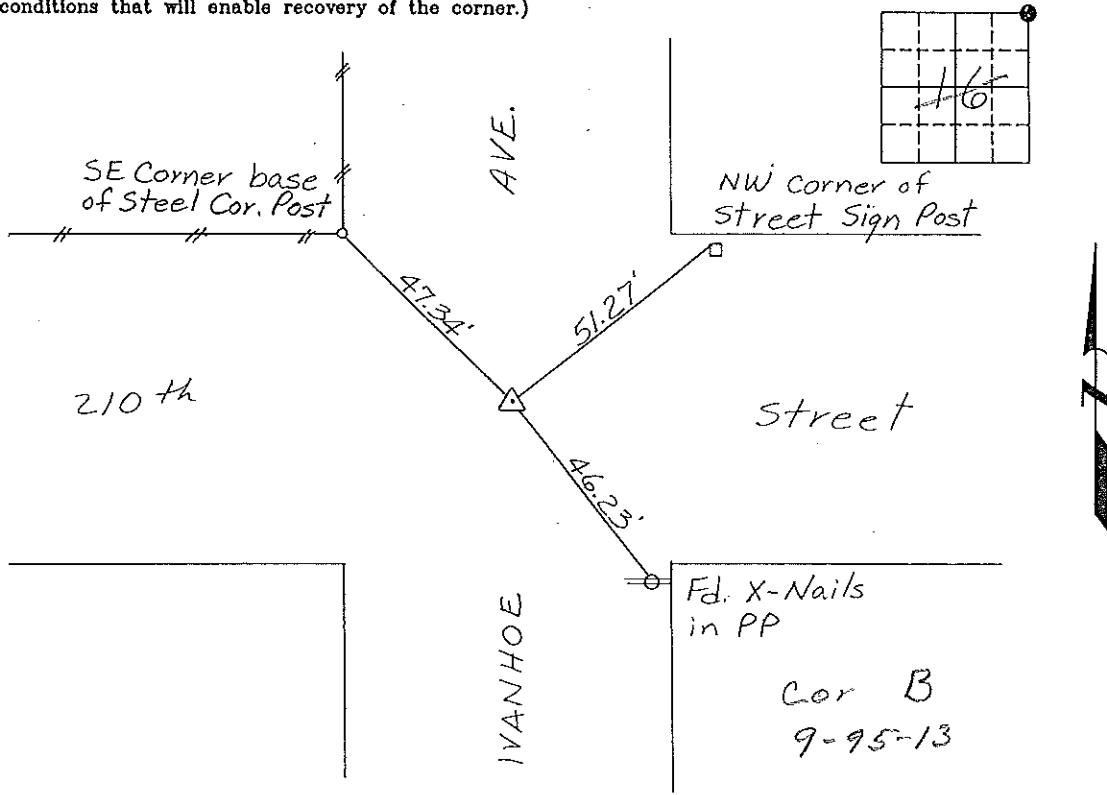 conditions that will enable recovery of the corner.)
16
AVE.
SE Corner base
of Steel Cor. Post
NW Corner of
Street Sign Post
47.34'
51.27'
210th
Street
46.23'
Fd. X-Nails
in PP
IVANHOE
Cor B
9-95-13